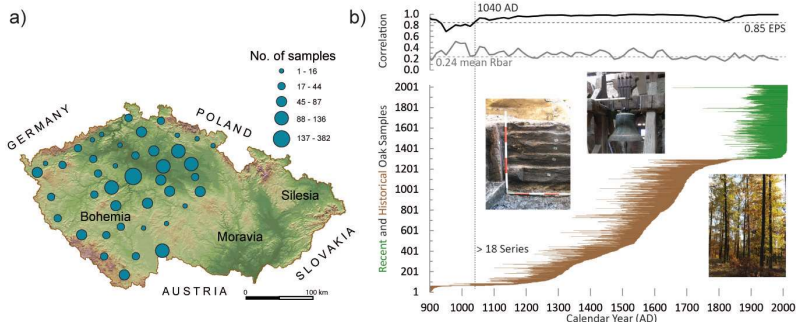 a)
No. of samples
1 - 16
17 - 44
45 - 87
88 - 136
137 - 382
GERMANY
POLAND
Bohemia
Silesia
Moravia
SLOVAKIA
AUSTRIA
0
100 km
b)
1040 AD
1.0
0.8
0.6
0.4
0.2
0.0
Correlation
0.85 EPS
0.24 mean Rbar
2001
1801
1601
1401
1201
1001
801
601
401
201
1
Recent and Historical Oak Samples
> 18 Series
900 1000 1100 1200 1300 1400 1500 1600 1700 1800 1900 2000
Calendar Year (AD)